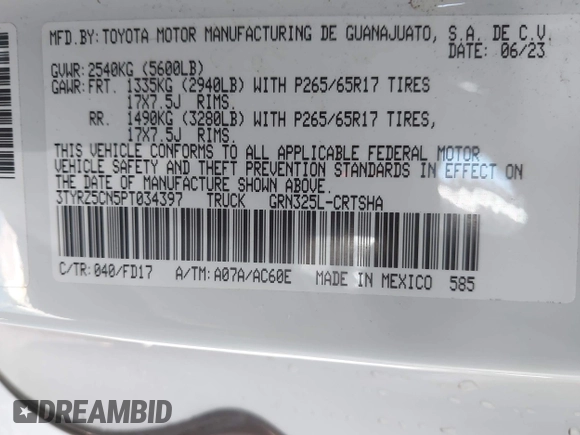 MFD.BY: TOYOTA MOTOR MANUFACTURING DE GUANAJUATO, S.A. DE C.V.
DATE: 06/23
GVWR: 2540KG (5600LB)
GAWR: FRT. 1335KG (2940LB) WITH P265/65R17 TIRES
17X7.5J RIMS.
RR. 1490KG (3280LB) WITH P265/65R17 TIRES,
17X7.5J RIMS.
THIS VEHICLE CONFORMS TO ALL APPLICABLE FEDERAL MOTOR
VEHICLE SAFETY AND THEFT PREVENTION STANDARDS IN EFFECT ON
THE DATE OF MANUFACTURE SHOWN ABOVE.
3TYRZ5CN5PT034397 TRUCK GRN325L-CRTSHA
C/TR: 040/FD17 A/TM: A07A/AC60E MADE IN MEXICO 585
DREAMBID